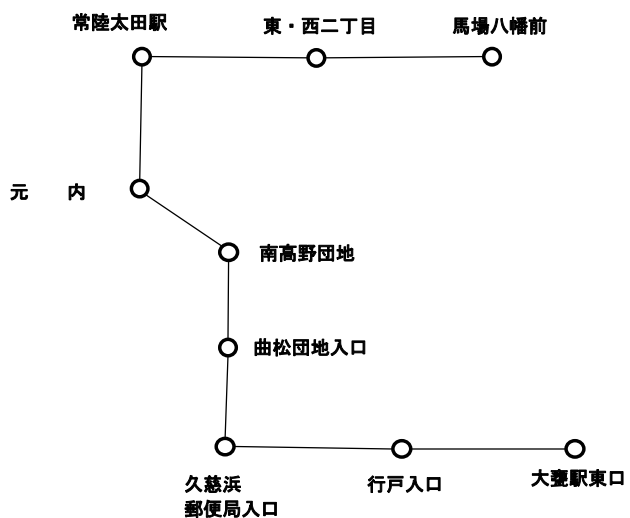 常陸太田駅
東・西二丁目
馬場八幡前
元　　内
南高野団地
曲松団地入口
久慈浜
郵便局入口
行戸入口
大甕駅東口